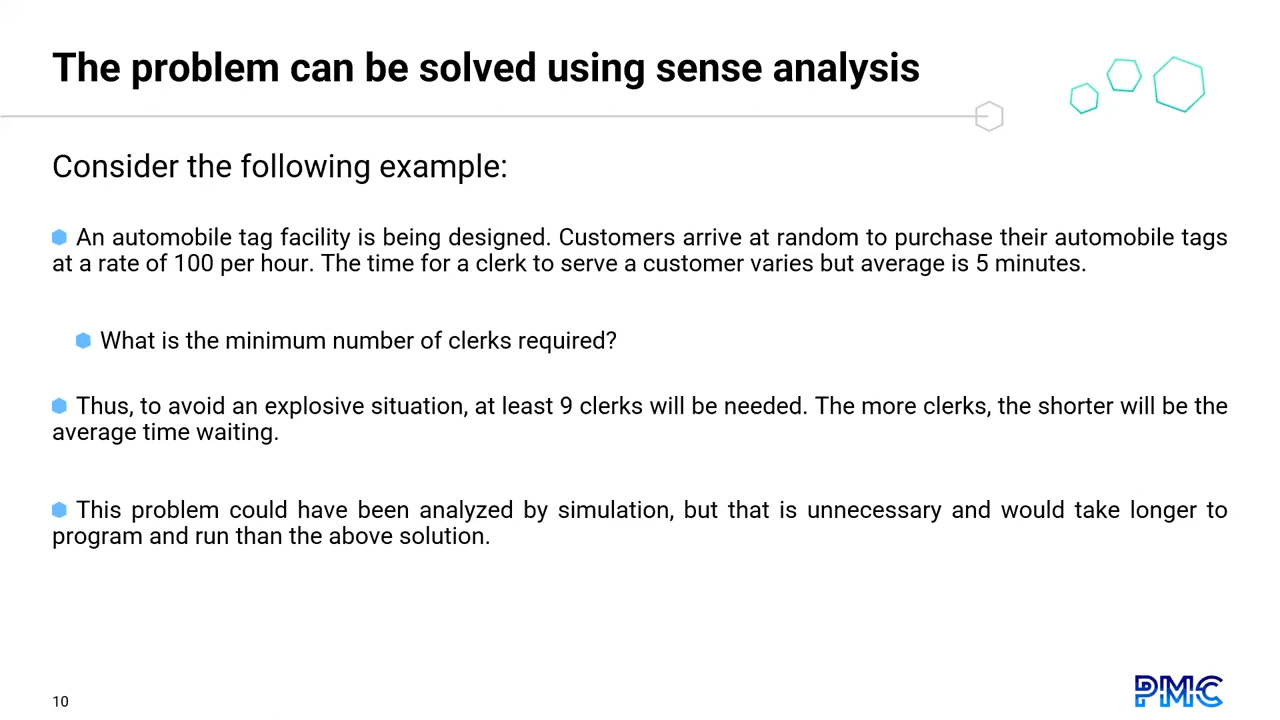 The problem can be solved using sense analysis
Consider the following example:
An automobile tag facility is being designed. Customers arrive at random to purchase their automobile tags
at a rate of 100 per hour. The time for a clerk to serve a customer varies but average is 5 minutes.
What is the minimum number of clerks required?
Thus, to avoid an explosive situation, at least 9 clerks will be needed. The more clerks, the shorter will be the
average time waiting.
This problem could have been analyzed by simulation, but that is unnecessary and would take longer to
program and run than the above solution.
10
PMC